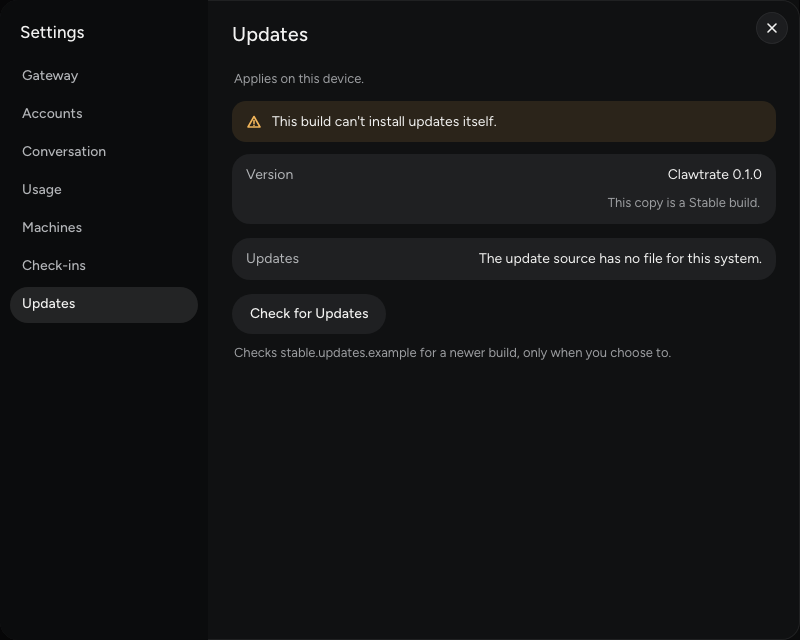 Settings
Gateway
Accounts
Conversation
Usage
Machines
Check-ins
Updates
Updates
Applies on this device.
This build can't install updates itself.
Version
Clawtrate 0.1.0
This copy is a Stable build.
Updates
The update source has no file for this system.
Check for Updates
Checks stable.updates.example for a newer build, only when you choose to.